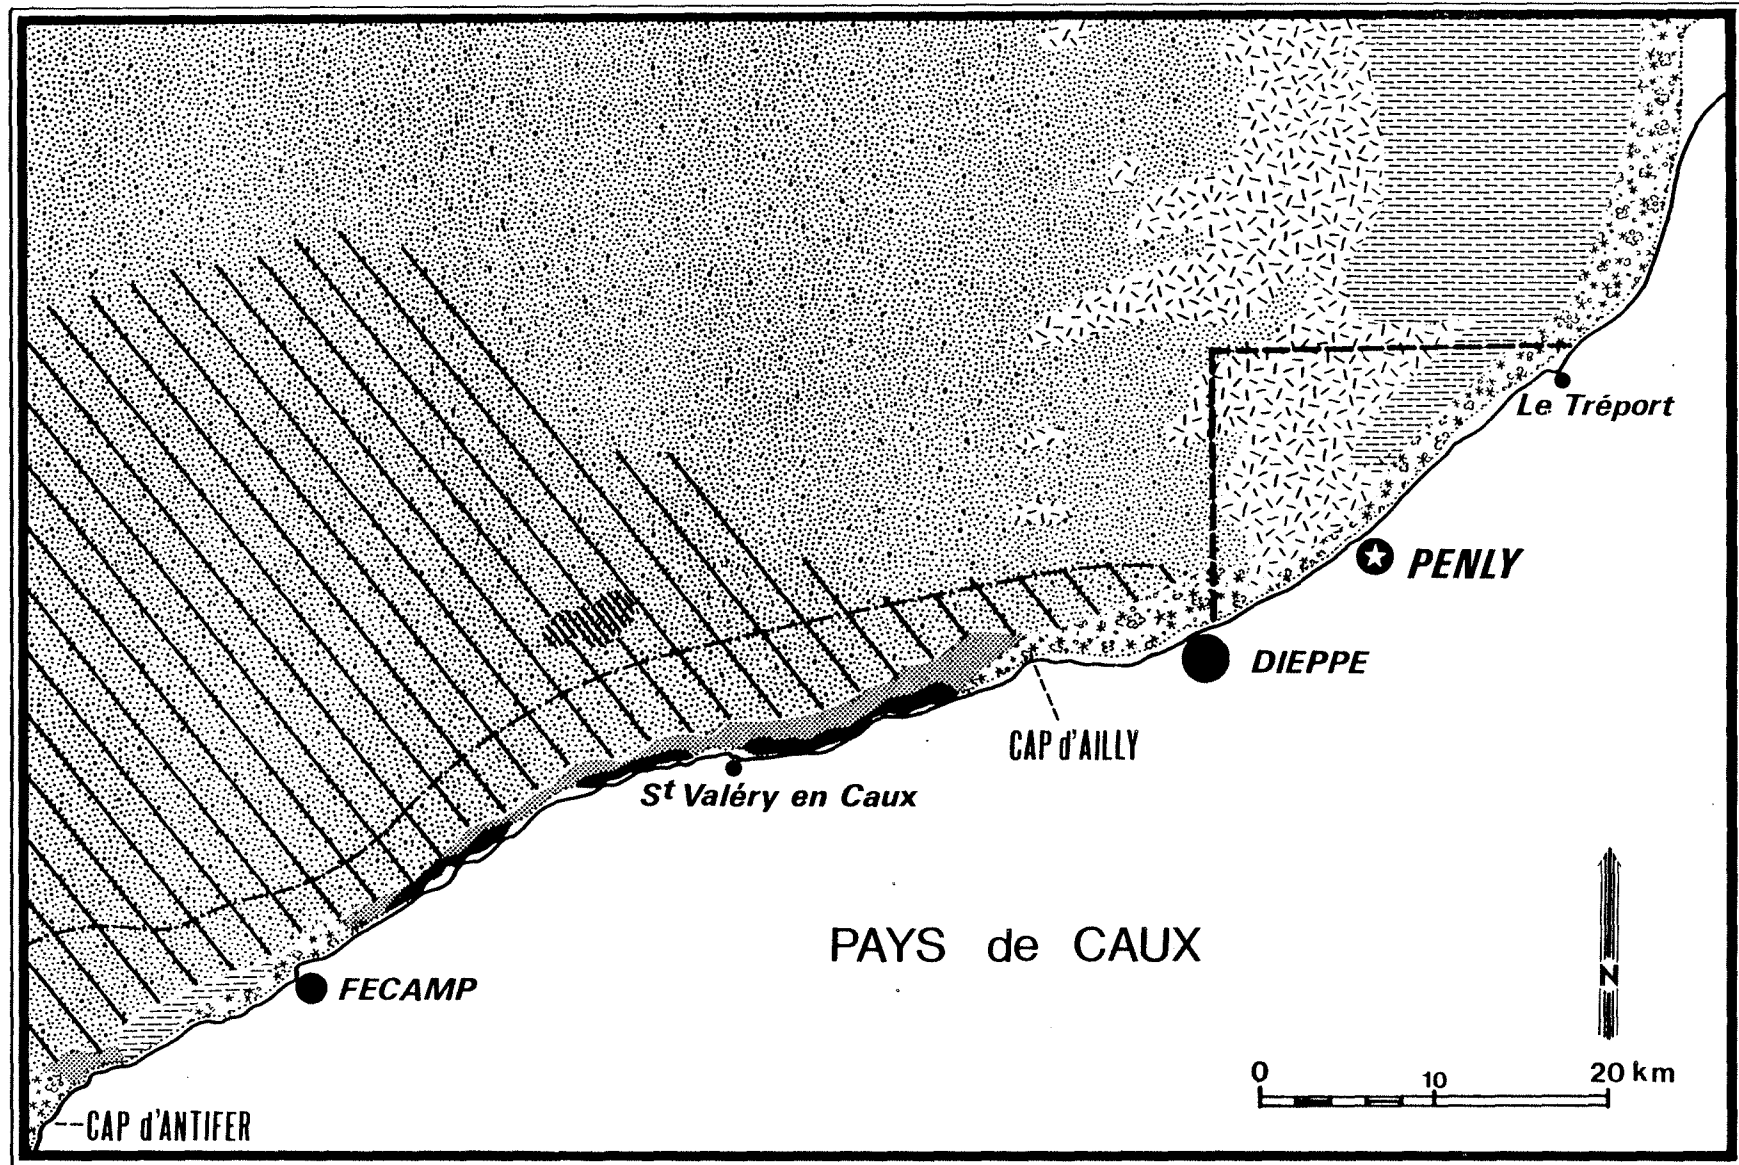 Le Tréport
PENLY
DIEPPE
CAP d'AILLY
St Valéry en Caux
PAYS de CAUX
FECAMP
N
0 10 20 km
CAP d'ANTIFER